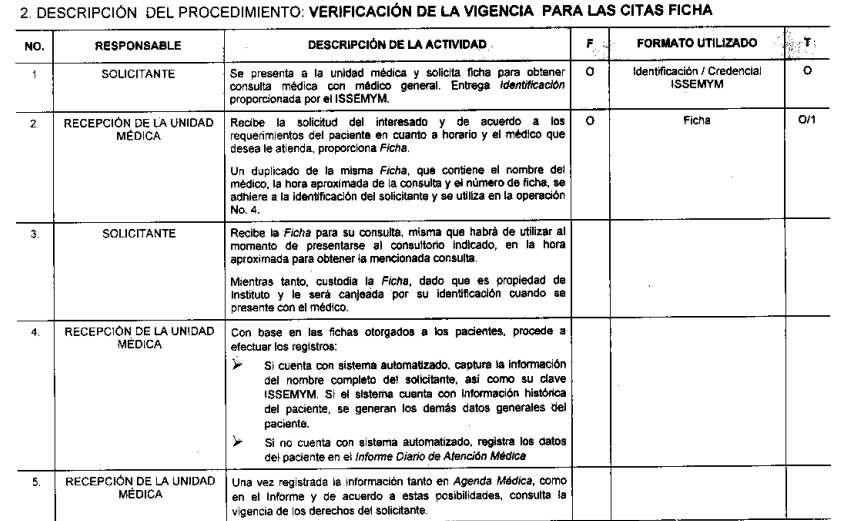 2. DESCRIPCIÓN DEL PROCEDIMIENTO: VERIFICACIÓN DE LA VIGENCIA PARA LAS CITAS FICHA
NO. RESPONSABLE DESCRIPCIÓN DE LA ACTIVIDAD F FORMATO UTILIZADO T
1 SOLICITANTE Se presenta a la unidad médica y solicita ficha para obtener O Identificación / Credencial O
consulta médica con médico general. Entrega Identificación ISSEMYM
proporcionada por el ISSEMYM.
2. RECEPCIÓN DE LA UNIDAD Recibe la solicitud del interesado y de acuerdo a los O Ficha O/1
MÉDICA requerimientos del paciente en cuanto a horario y el médico que
desea le atienda, proporciona Ficha.
Un duplicado de la misma Ficha, que contiene el nombre del
médico, la hora aproximada de la consulta y el número de ficha, se
adhiere a la identificación del solicitante y se utiliza en la operación
No. 4.
3. SOLICITANTE Recibe la Ficha para su consulta, misma que habrá de utilizar al
momento de presentarse al consultorio indicado, en la hora
aproximada para obtener la mencionada consulta.
Mientras tanto, custodia la Ficha, dado que es propiedad de
Instituto y le será canjeada por su identificación cuando se
presente con el médico.
4. RECEPCIÓN DE LA UNIDAD Con base en las fichas otorgados a los pacientes, procede a
MÉDICA efectuar los registros:
➢ Si cuenta con sistema automatizado, captura la información
del nombre completo del solicitante, así como su clave
ISSEMYM. Si el sistema cuenta con información histórica
del paciente, se generan los demás datos generales del
paciente.
➢ Si no cuenta con sistema automatizado, registra los datos
del paciente en el Informe Diario de Atención Médica
5. RECEPCIÓN DE LA UNIDAD Una vez registrada la información tanto en Agenda Médica, como
MÉDICA en el Informe y de acuerdo a estas posibilidades, consulta la
vigencia de los derechos del solicitante.